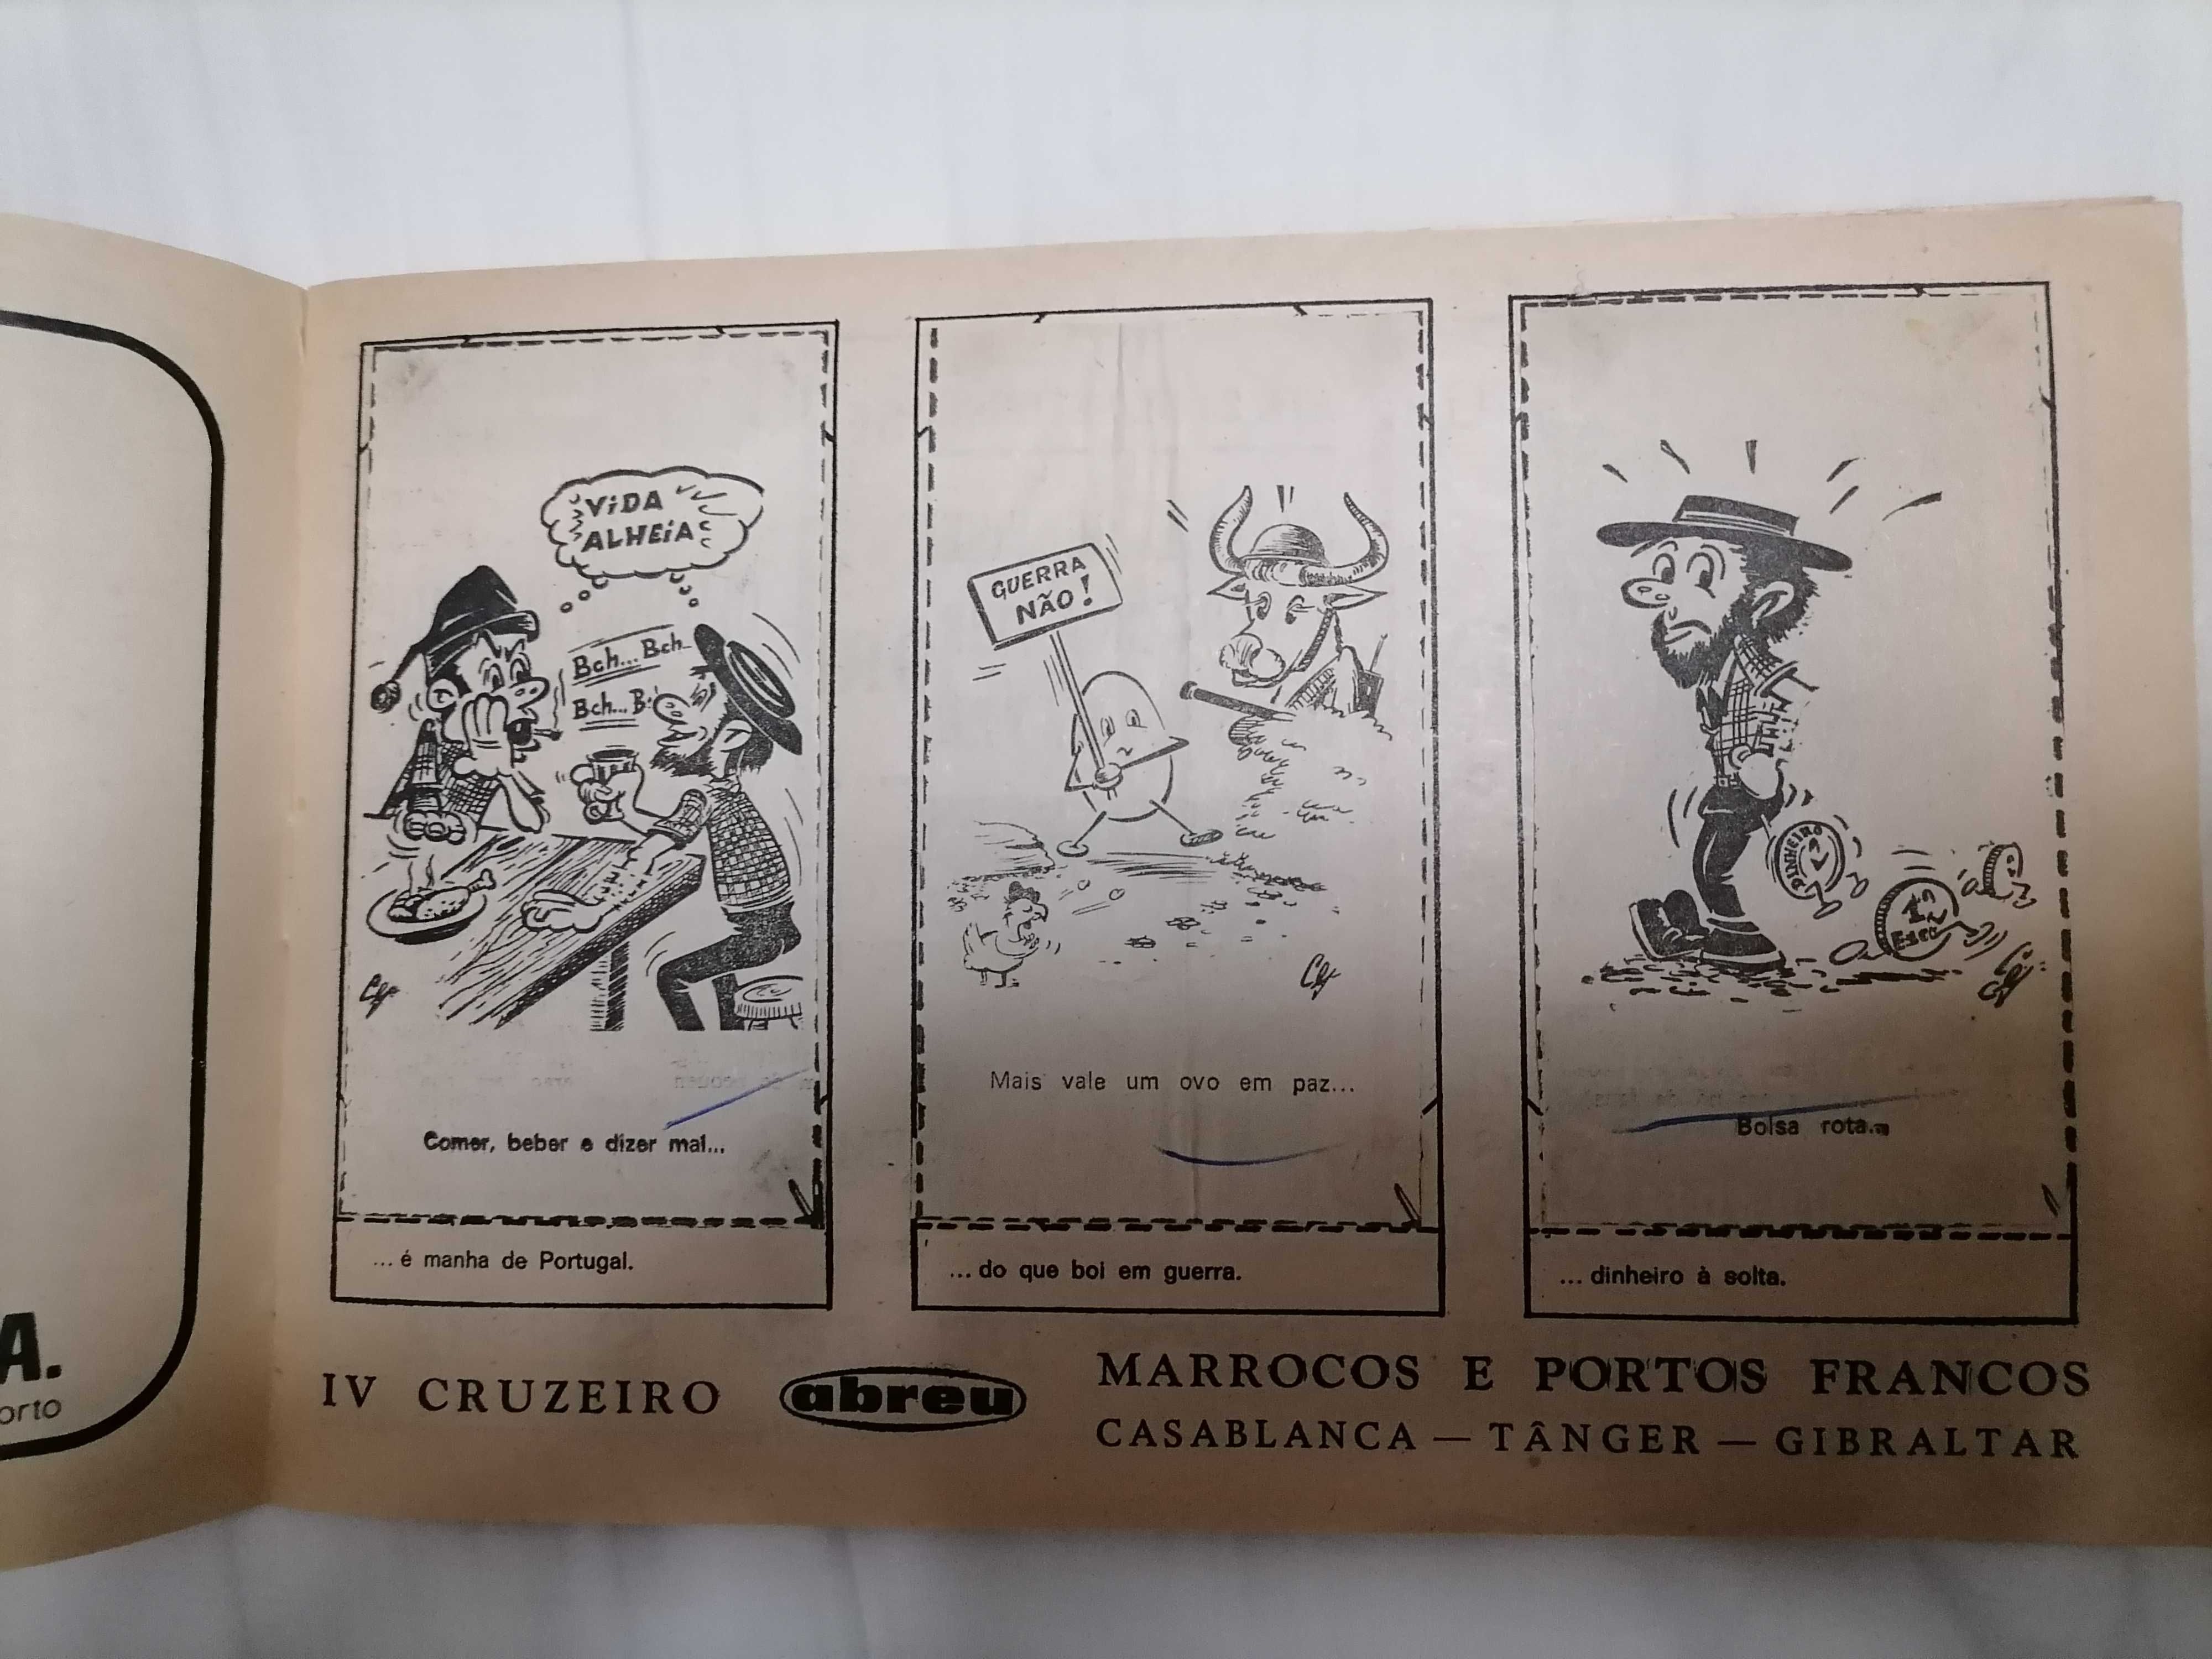 VIDA
ALHEIA
Bch... Bch...
Bch... B
Comer, beber e dizer mal...
... é manha de Portugal.
GUERRA
NÃO!
Mais vale um ovo em paz...
... do que boi em guerra.
DINHEIRO
Bolsa rota...
... dinheiro à solta.
A.
orto
IV CRUZEIRO abreu
MARROCOS E PORTOS FRANCOS
CASABLANCA — TÂNGER — GIBRALTAR